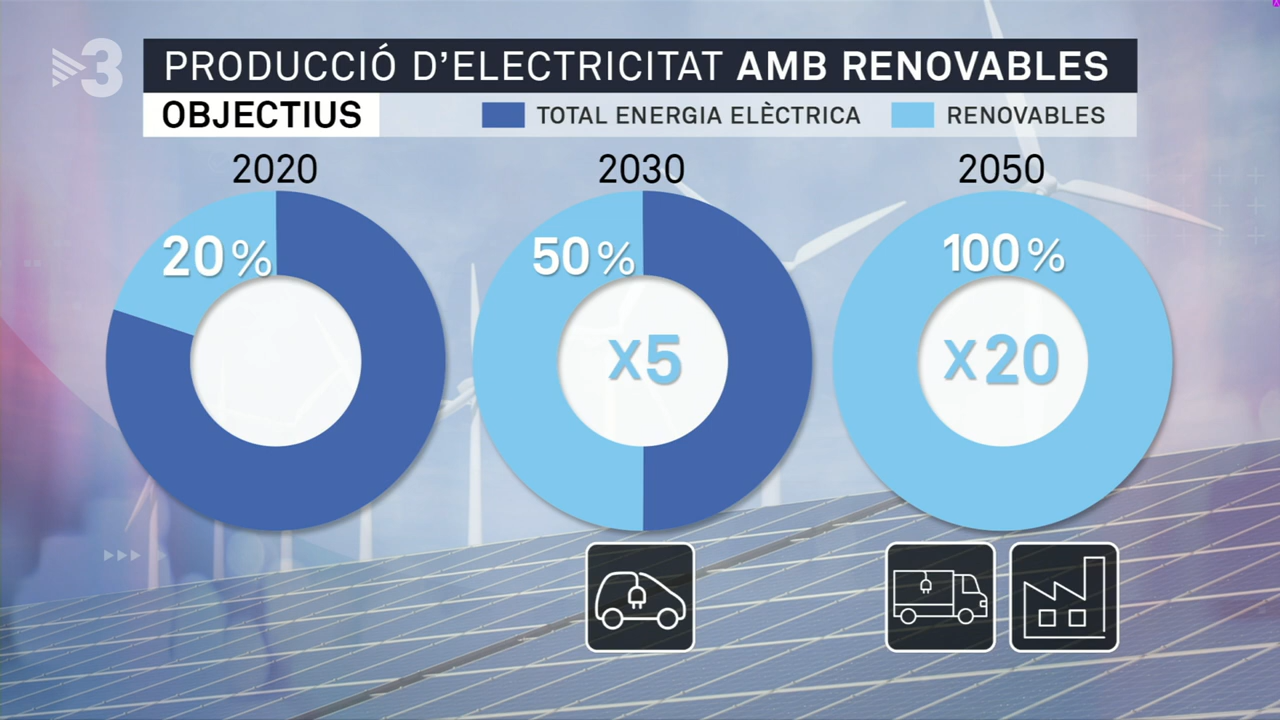 3
PRODUCCIÓ D'ELECTRICITAT AMB RENOVABLES
OBJECTIUS
TOTAL ENERGIA ELÈCTRICA
RENOVABLES
2020
2030
2050
20%
50%
100%
X5
X20